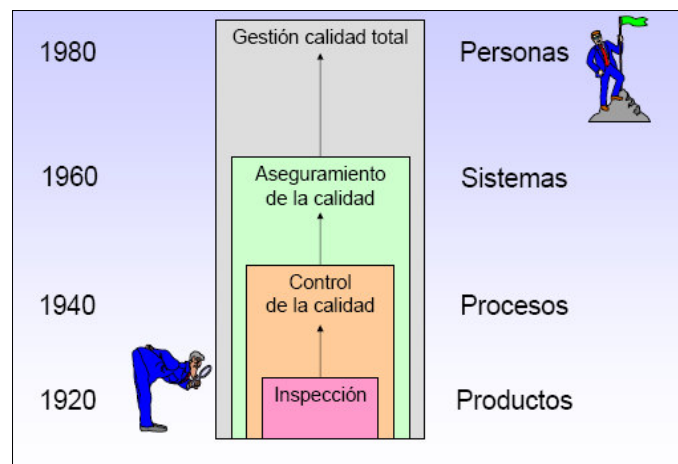 1980 Gestión calidad total Personas
1960 Aseguramiento de la calidad Sistemas
1940 Control de la calidad Procesos
1920 Inspección Productos